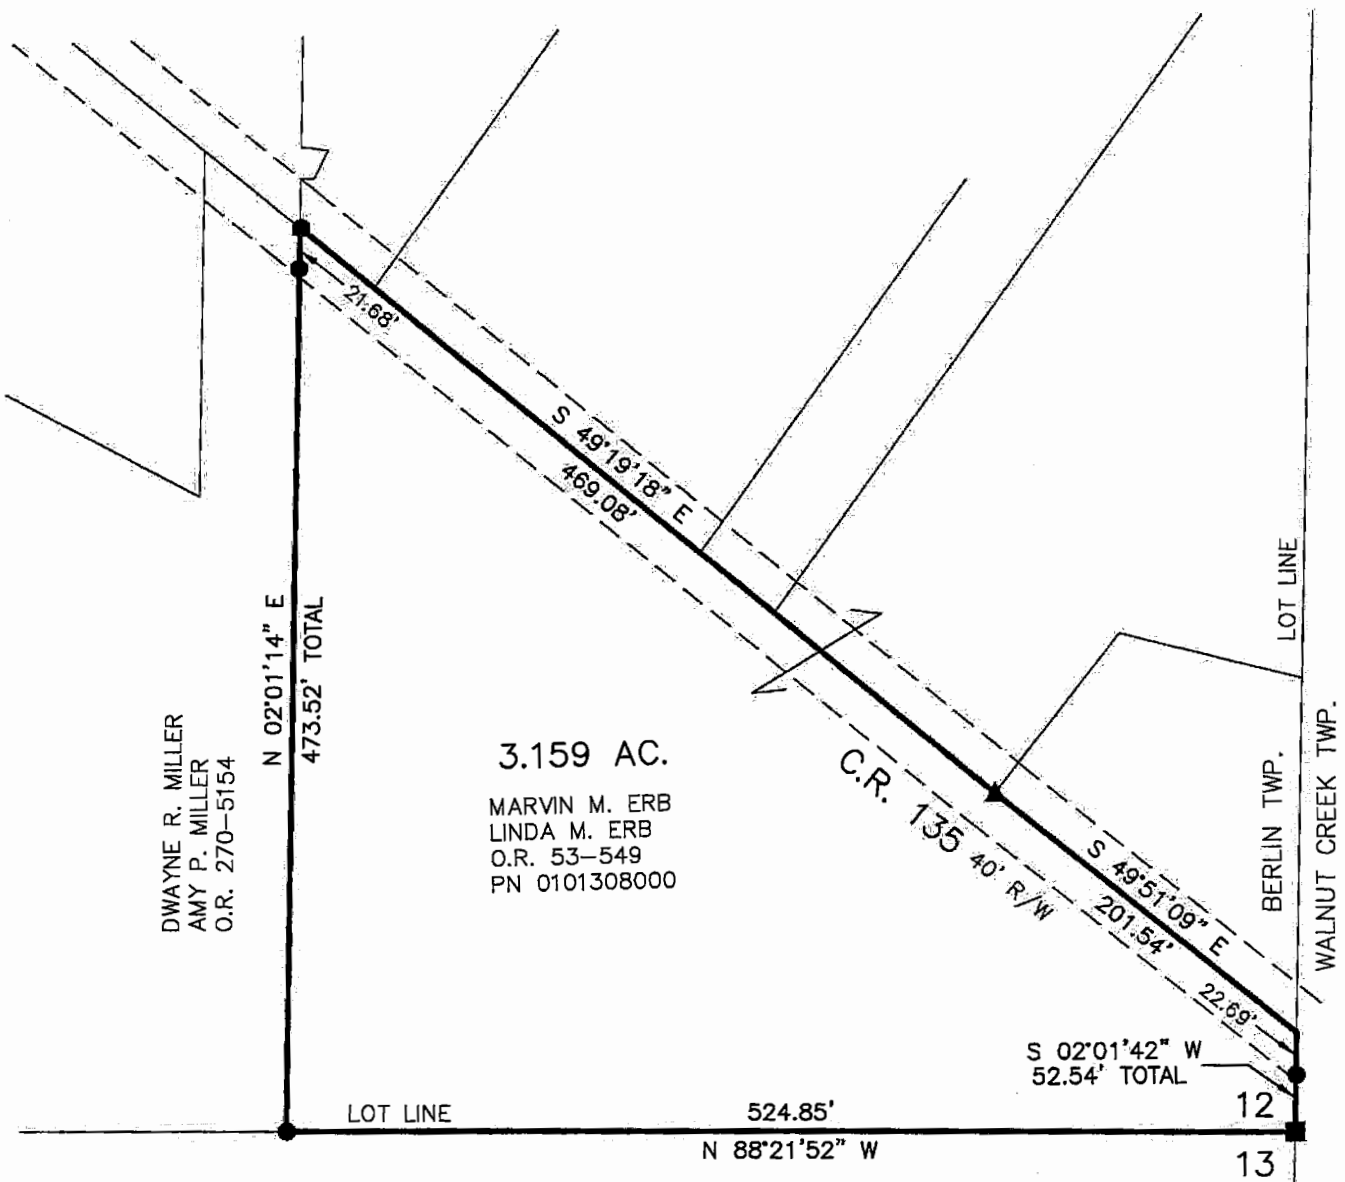 21.68'
S 49°19'18" E
469.08'
LOT LINE
N 02°01'14" E
473.52' TOTAL
DWAYNE R. MILLER
AMY P. MILLER
O.R. 270-5154
3.159 AC.
MARVIN M. ERB
LINDA M. ERB
O.R. 53-549
PN 0101308000
C.R. 135 40' R/W
BERLIN TWP.
WALNUT CREEK TWP.
S 49°51'09" E
201.54'
22.69'
S 02°01'42" W
52.54' TOTAL
LOT LINE
524.85'
N 88°21'52" W
12
13